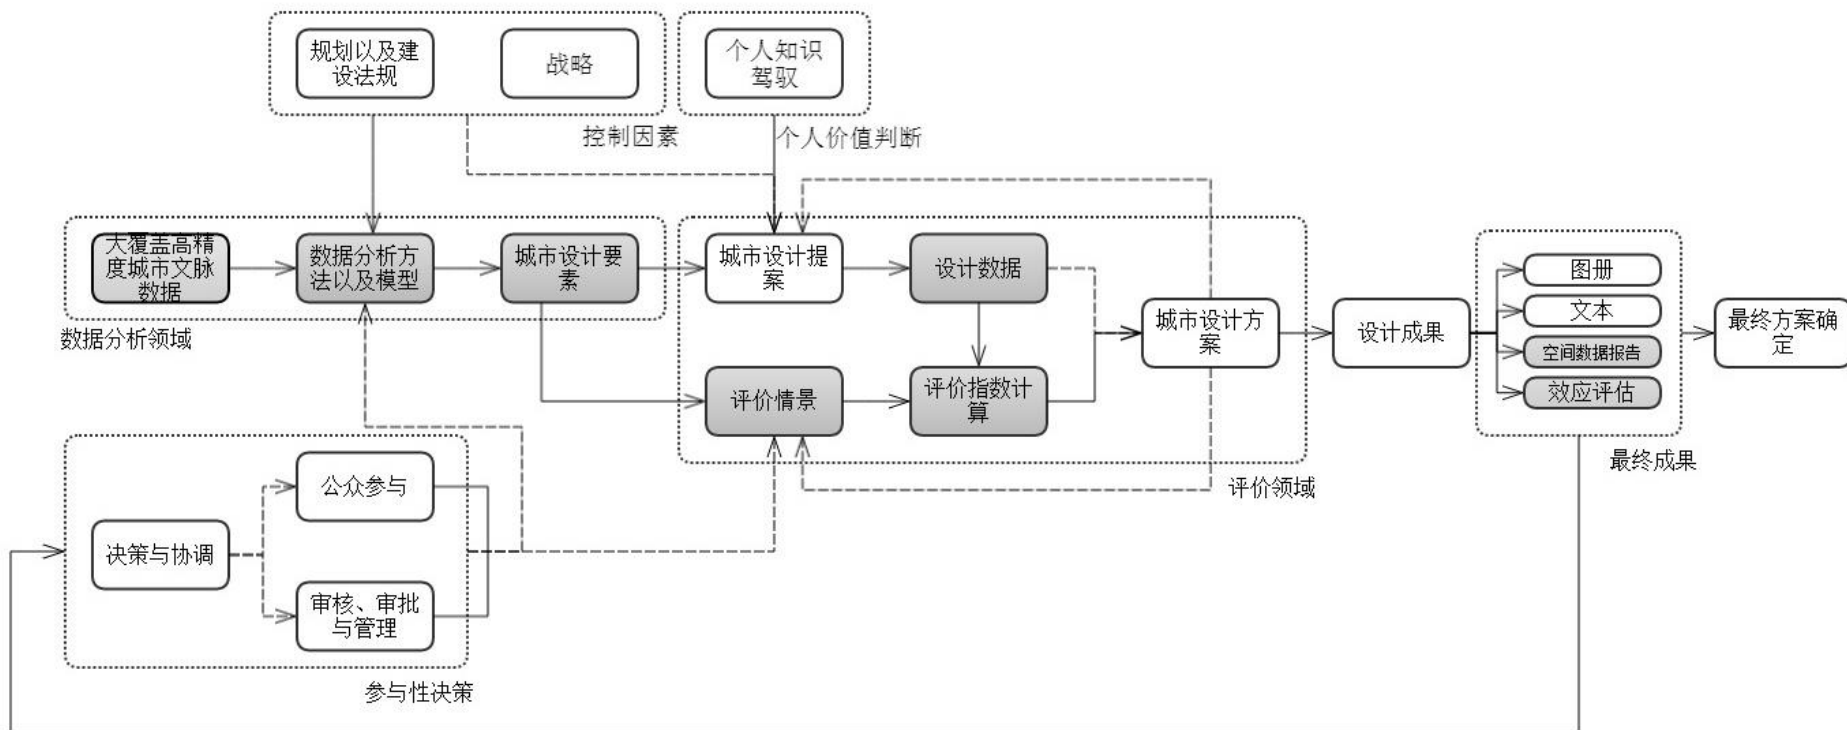 规划以及建
设法规
战略
个人知识
驾驭
控制因素
个人价值判断
大覆盖高精
度城市文脉
数据
数据分析方
法以及模型
城市设计要
素
城市设计提
案
设计数据
数据分析领域
评价情景
评价指数计
算
城市设计方
案
设计成果
图册
文本
空间数据报告
效应评估
最终方案确
定
最终成果
评价领域
决策与协调
公众参与
审核、审批
与管理
参与性决策